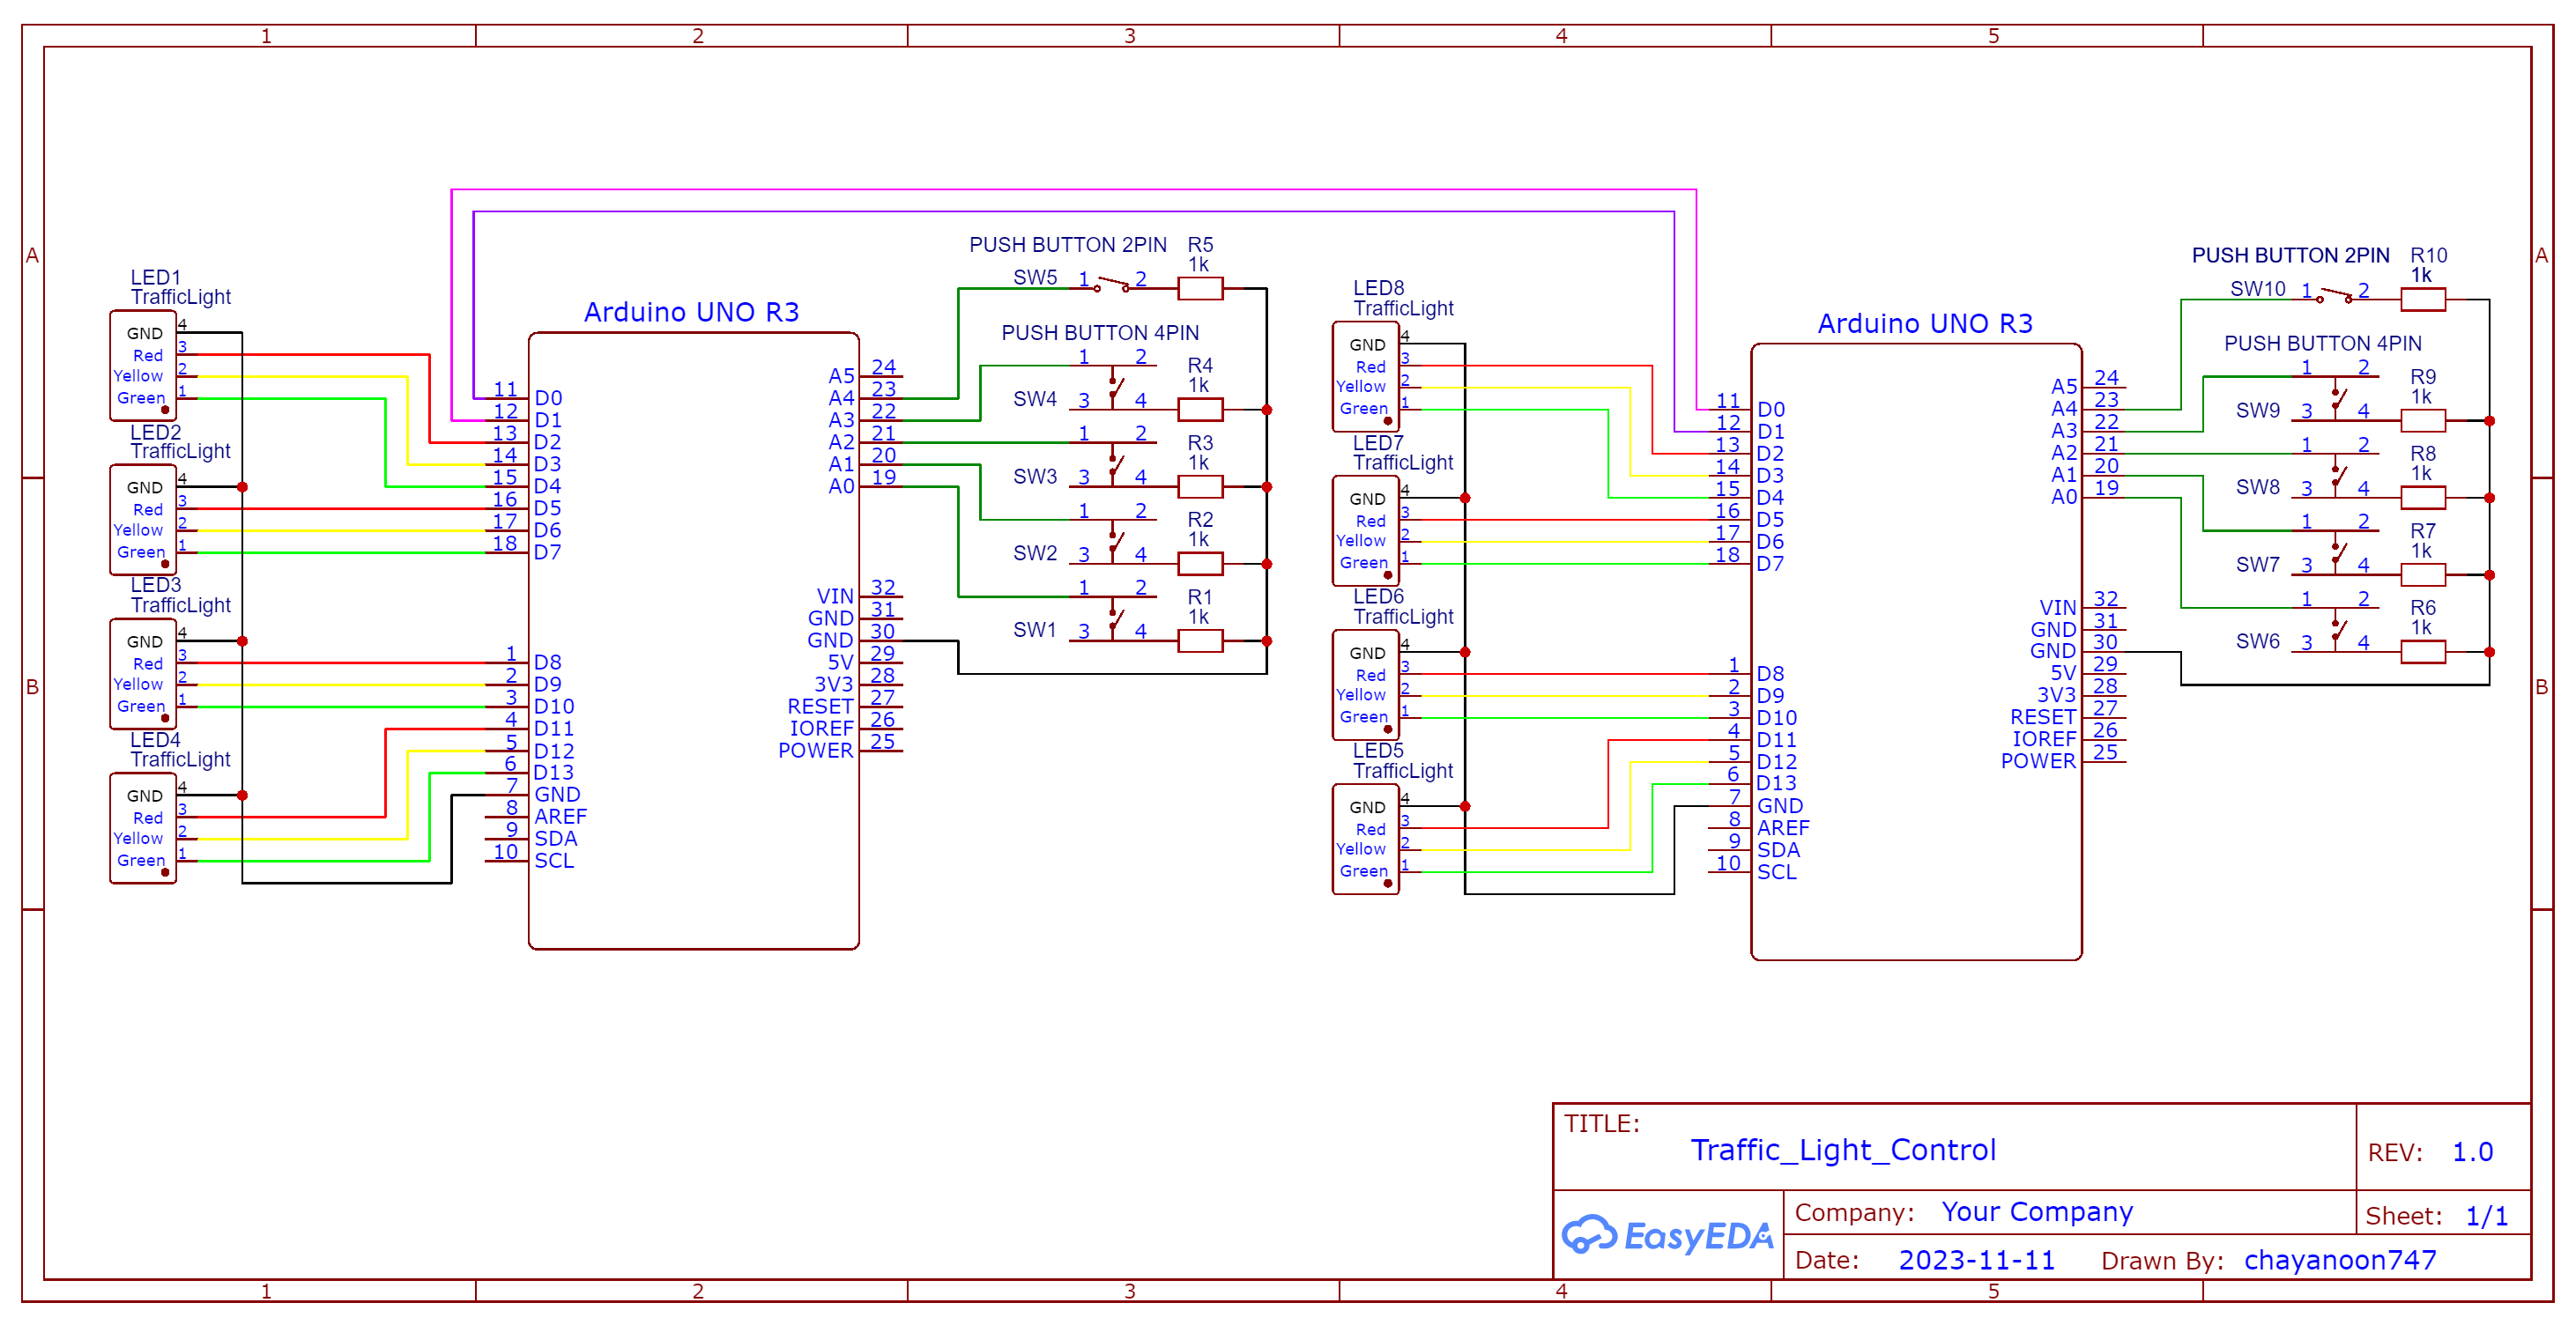 1 2 3 4 5
A A
B B
LED1
TrafficLight
GND 4
Red 3
Yellow 2
Green 1
LED2
TrafficLight
GND 4
Red 3
Yellow 2
Green 1
LED3
TrafficLight
GND 4
Red 3
Yellow 2
Green 1
LED4
TrafficLight
GND 4
Red 3
Yellow 2
Green 1
Arduino UNO R3
11 D0
12 D1
13 D2
14 D3
15 D4
16 D5
17 D6
18 D7
1 D8
2 D9
3 D10
4 D11
5 D12
6 D13
7 GND
8 AREF
9 SDA
10 SCL
A5 24
A4 23
A3 22
A2 21
A1 20
A0 19
VIN 32
GND 31
GND 30
5V 29
3V3 28
RESET 27
IOREF 26
POWER 25
PUSH BUTTON 2PIN R5
1k
SW5 1 2
PUSH BUTTON 4PIN
1 2 R4
1k
SW4 3 4
1 2 R3
1k
SW3 3 4
1 2 R2
1k
SW2 3 4
1 2 R1
1k
SW1 3 4
LED8
TrafficLight
GND 4
Red 3
Yellow 2
Green 1
LED7
TrafficLight
GND 4
Red 3
Yellow 2
Green 1
LED6
TrafficLight
GND 4
Red 3
Yellow 2
Green 1
LED5
TrafficLight
GND 4
Red 3
Yellow 2
Green 1
Arduino UNO R3
11 D0
12 D1
13 D2
14 D3
15 D4
16 D5
17 D6
18 D7
1 D8
2 D9
3 D10
4 D11
5 D12
6 D13
7 GND
8 AREF
9 SDA
10 SCL
A5 24
A4 23
A3 22
A2 21
A1 20
A0 19
VIN 32
GND 31
GND 30
5V 29
3V3 28
RESET 27
IOREF 26
POWER 25
PUSH BUTTON 2PIN R10
1k
SW10 1 2
PUSH BUTTON 4PIN
1 2 R9
1k
SW9 3 4
1 2 R8
1k
SW8 3 4
1 2 R7
1k
SW7 3 4
1 2 R6
1k
SW6 3 4
TITLE:
Traffic_Light_Control
REV: 1.0
EasyEDA
Company: Your Company
Sheet: 1/1
Date: 2023-11-11 Drawn By: chayanoon747
1 2 3 4 5